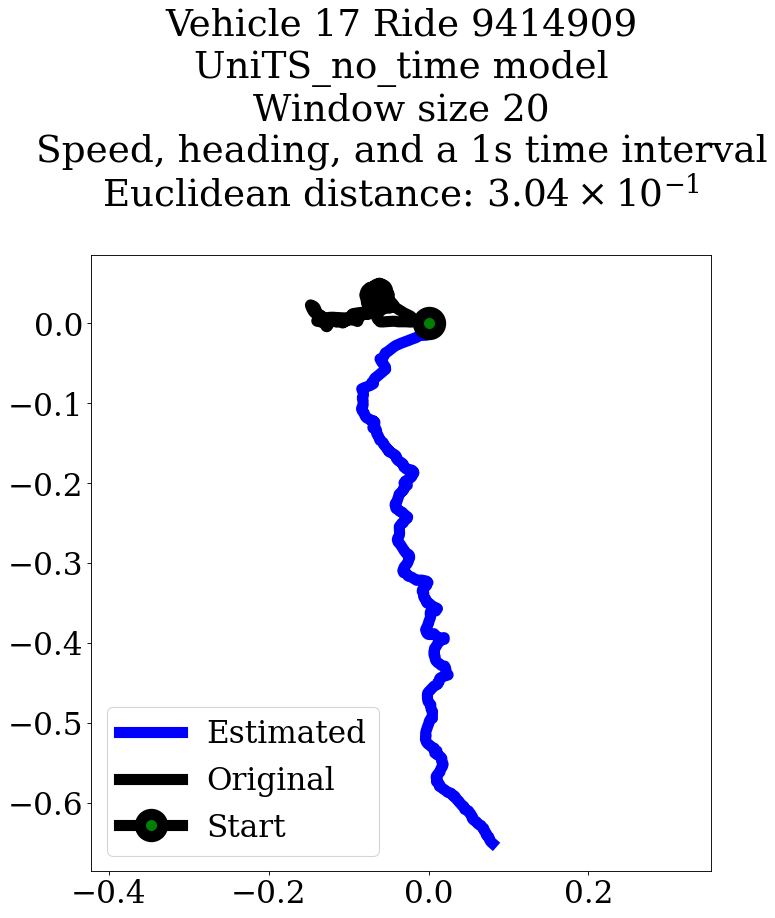 Vehicle 17 Ride 9414909
UniTS_no_time model
Window size 20
Speed, heading, and a 1s time interval
Euclidean distance: 3.04 × 10⁻¹
0.0
−0.1
−0.2
−0.3
−0.4
−0.5
−0.6
Estimated
Original
Start
−0.4 −0.2 0.0 0.2